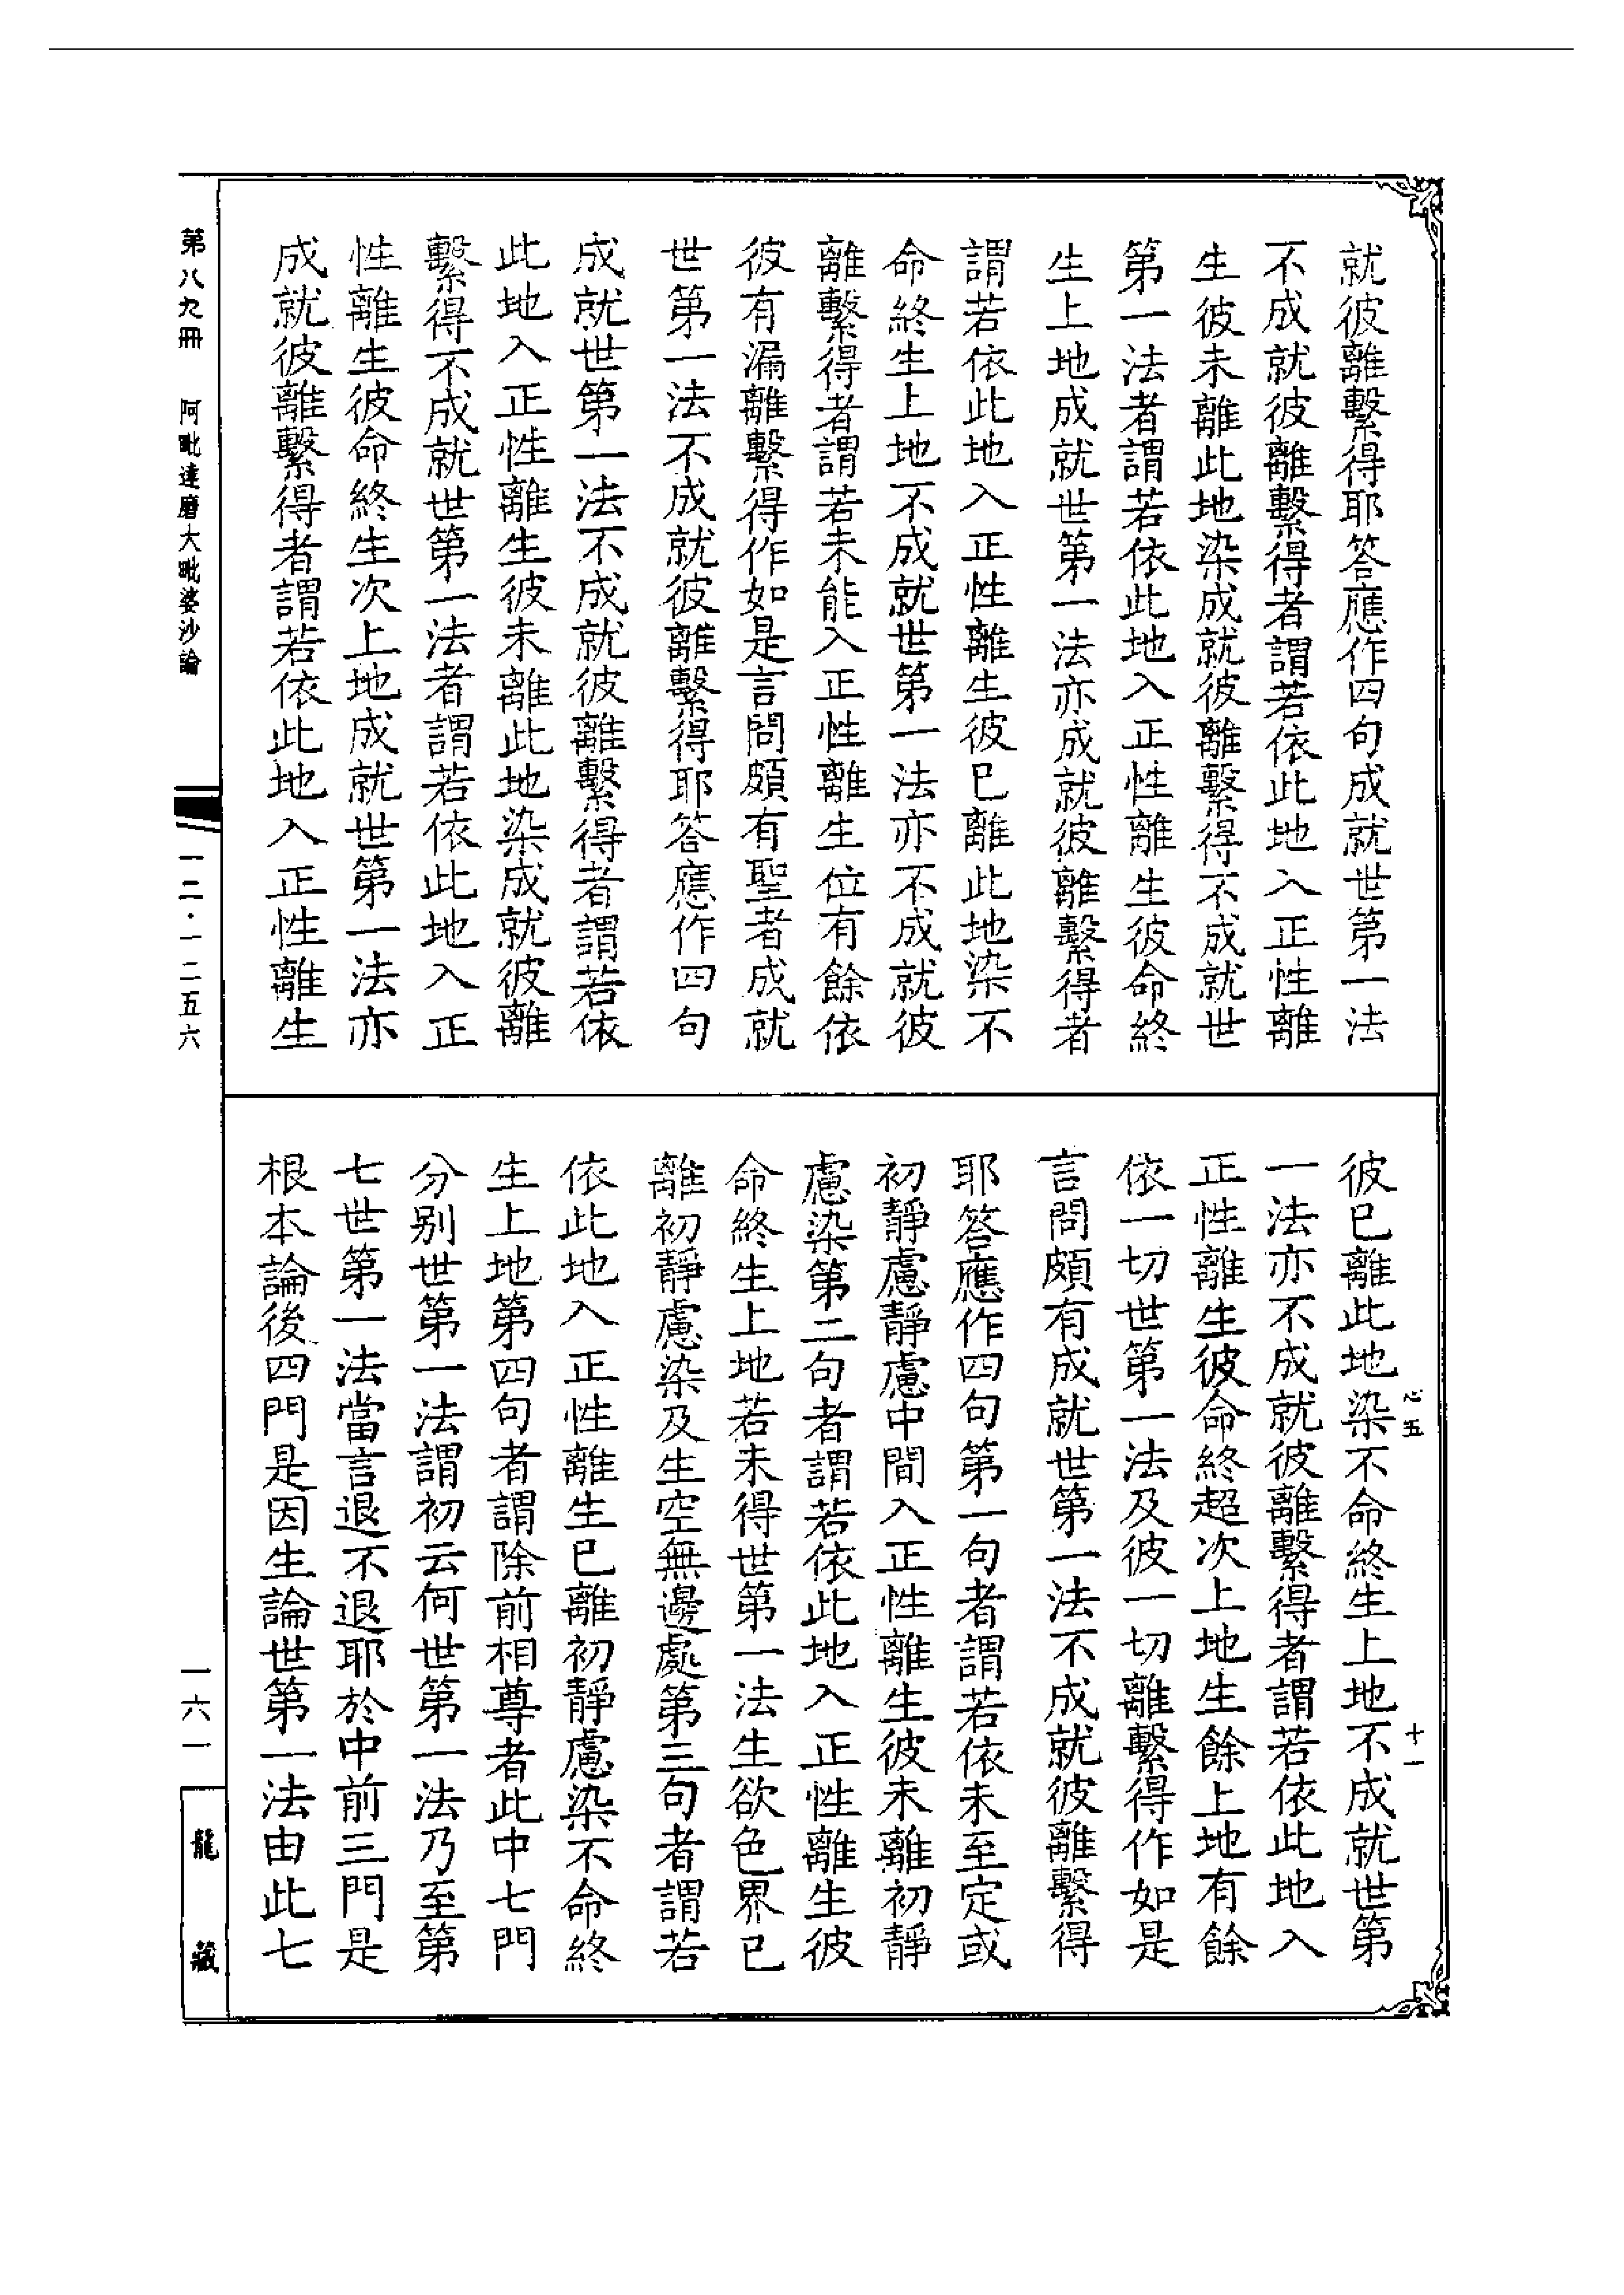 就彼離繫得耶答應作四句成就世第一法
不成就彼離繫得者謂若依此地入正性離
生彼未離此地染成就彼離繫得不成就世
第一法者謂若依此地入正性離生彼命終
生上地成就世第一法亦成就彼離繫得者
謂若依此地入正性離生彼已離此地染不
命終生上地不成就世第一法亦不成就彼
離繫得者謂若未能入正性離生位有餘依
彼有漏離繫得作如是言問頗有聖者成就
世第一法不成就彼離繫得耶答應作四句
成就世第一法不成就彼離繫得者謂若依
此地入正性離生彼未離此地染成就彼離
繫得不成就世第一法者謂若依此地入正
性離生彼命終生次上地成就世第一法亦
成就彼離繫得者謂若依此地入正性離生
彼已離此地染不命終生上地不成就世第
一法亦不成就彼離繫得者謂若依此地入
正性離生彼命終超次上地生餘上地有餘
依一切世第一法及彼一切離繫得作如是
言問頗有成就世第一法不成就彼離繫得
耶答應作四句第一句者謂若依未至定或
初靜慮靜慮中間入正性離生彼未離初靜
慮染第二句者謂若依此地入正性離生彼
命終生上地若未得世第一法生欲色界已
離初靜慮染及生空無邊處第三句者謂若
依此地入正性離生已離初靜慮染不命終
生上地第四句者謂除前相尊者此中七門
分別世第一法謂初云何世第一法乃至第
七世第一法當言退不退耶於中前三門是
根本論後四門是因生論世第一法由此七
心五
十一
第八九冊 阿毗達磨大毗婆沙論
一二·一二五六
一六一
龍藏